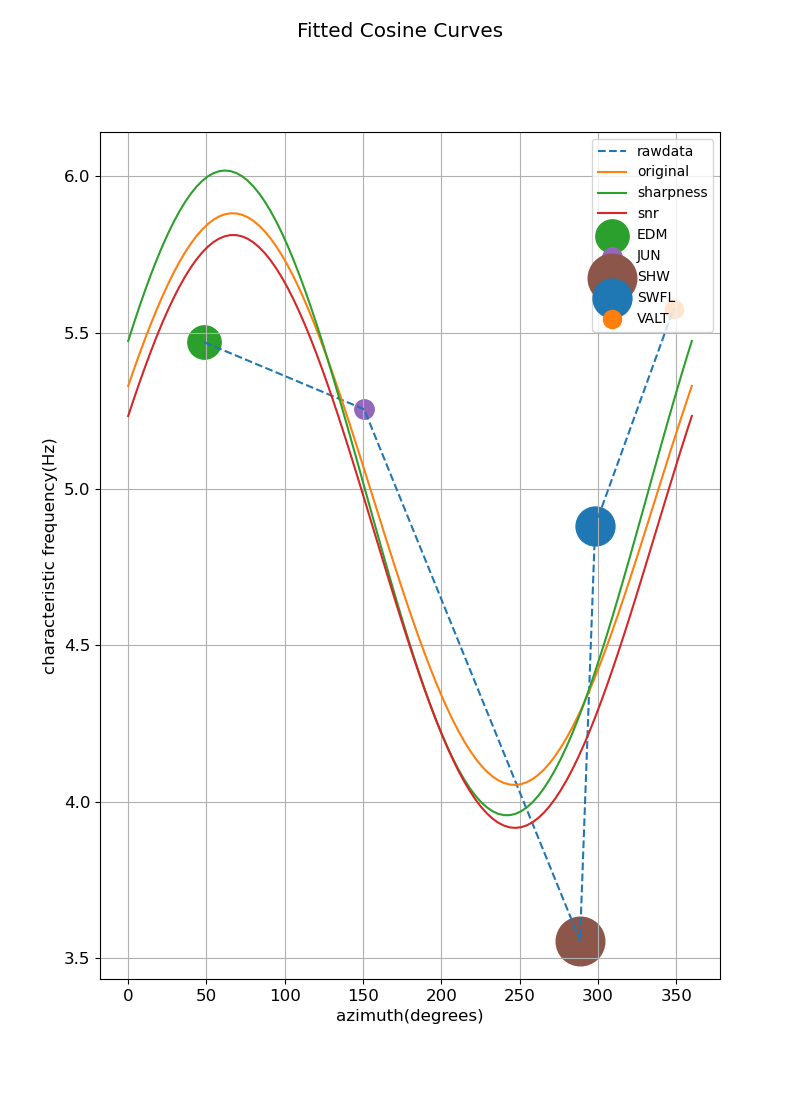 Fitted Cosine Curves
rawdata
original
sharpness
snr
EDM
JUN
SHW
SWFL
VALT
6.0
5.5
5.0
4.5
4.0
3.5
characteristic frequency(Hz)
0 50 100 150 200 250 300 350
azimuth(degrees)